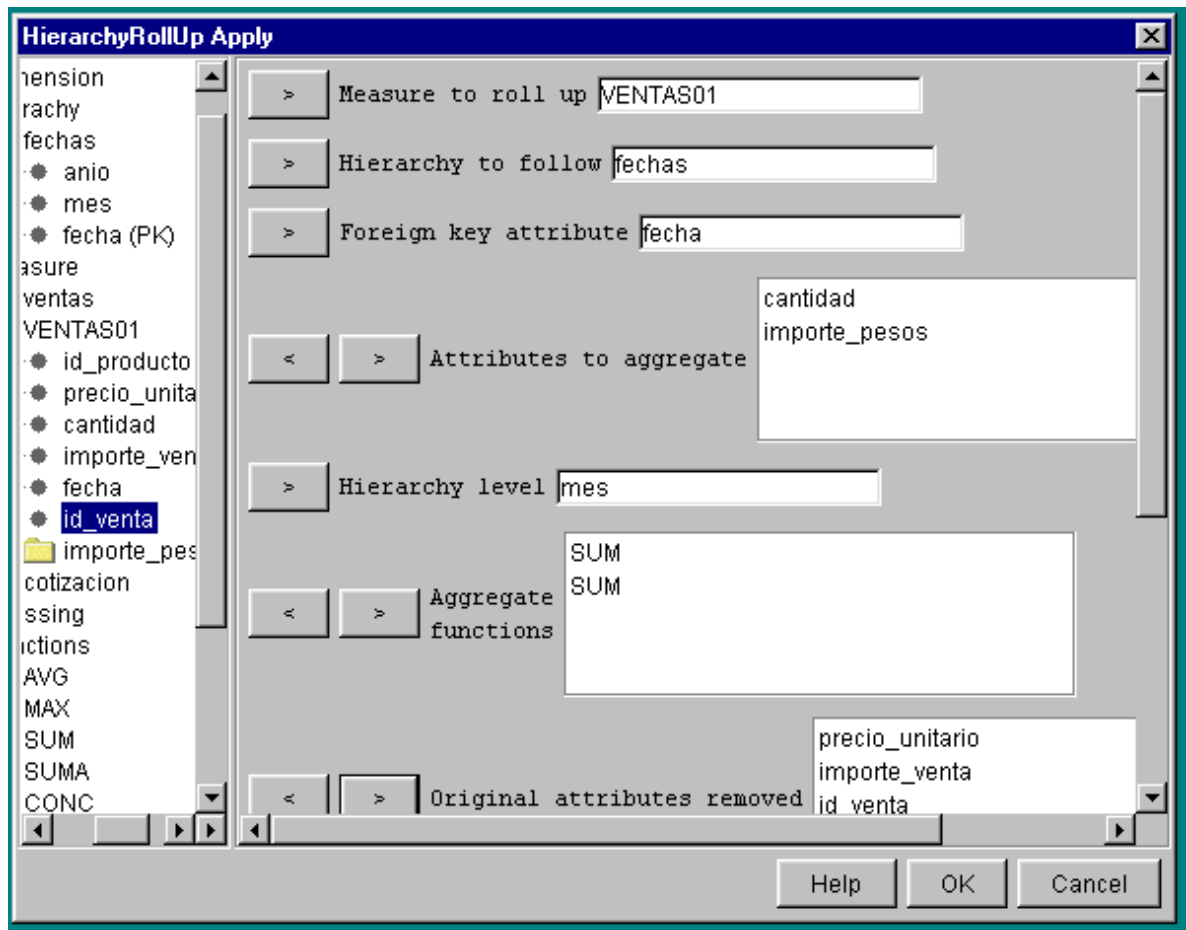 HierarchyRollUp Apply
nension
rachy
fechas
anio
mes
fecha (PK)
asure
ventas
VENTAS01
id_producto
precio_unita
cantidad
importe_ven
fecha
id_venta
importe_pes
cotizacion
ssing
ictions
AVG
MAX
SUM
SUMA
CONC
> Measure to roll up VENTAS01
> Hierarchy to follow fechas
> Foreign key attribute fecha
cantidad
importe_pesos
< > Attributes to aggregate
> Hierarchy level mes
SUM
SUM
< > Aggregate
functions
precio_unitario
importe_venta
< > Original attributes removed id_venta
Help OK Cancel